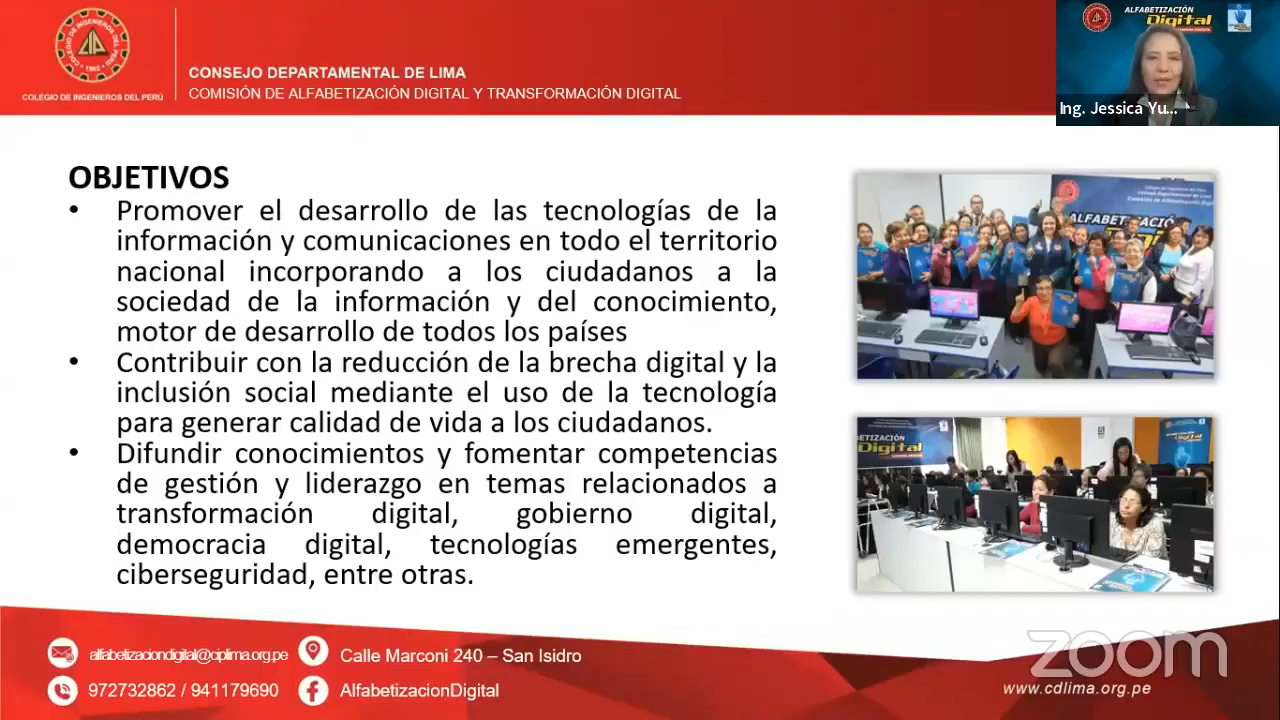 COLEGIO DE INGENIEROS DEL PERÚ
CONSEJO DEPARTAMENTAL DE LIMA
COMISIÓN DE ALFABETIZACIÓN DIGITAL Y TRANSFORMACIÓN DIGITAL
ALFABETIZACIÓN
Digital
Ing. Jessica Yu...
OBJETIVOS
• Promover el desarrollo de las tecnologías de la
información y comunicaciones en todo el territorio
nacional incorporando a los ciudadanos a la
sociedad de la información y del conocimiento,
motor de desarrollo de todos los países
• Contribuir con la reducción de la brecha digital y la
inclusión social mediante el uso de la tecnología
para generar calidad de vida a los ciudadanos.
• Difundir conocimientos y fomentar competencias
de gestión y liderazgo en temas relacionados a
transformación digital, gobierno digital,
democracia digital, tecnologías emergentes,
ciberseguridad, entre otras.
ALFABETIZACIÓN
BETIZACIÓN
Digital
alfabetizaciondigital@ciplima.org.pe
Calle Marconi 240 – San Isidro
972732862 / 941179690
AlfabetizacionDigital
zoom
www.cdlima.org.pe